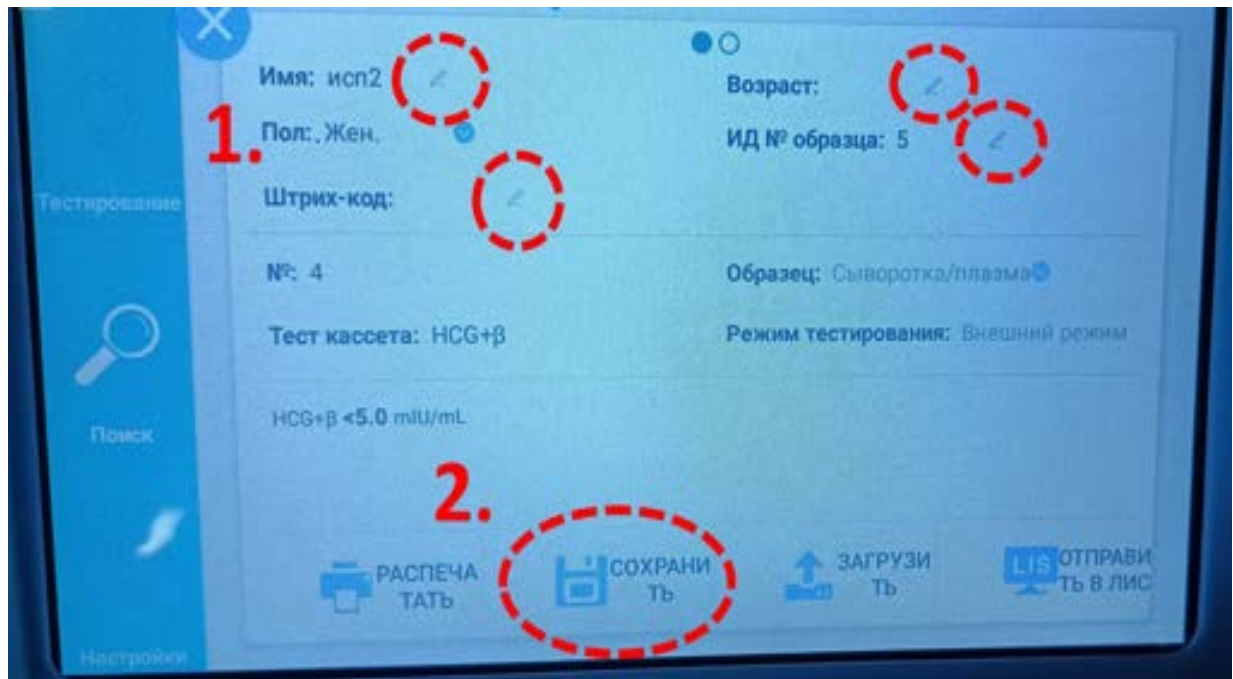 Имя: исп2
Возраст:
1.
Пол:. Жен.
ИД № образца: 5
Тестирование
Штрих-код:
№: 4
Образец: Сыворотка/плазма
Тест кассета: HCG+β
Режим тестирования: Внешний режим
HCG+β <5.0 mIU/mL
Поиск
2.
РАСПЕЧА
ТАТЬ
СОХРАНИ
ТЬ
ЗАГРУЗИ
ТЬ
LIS
ОТПРАВИ
ТЬ В ЛИС
Настройки